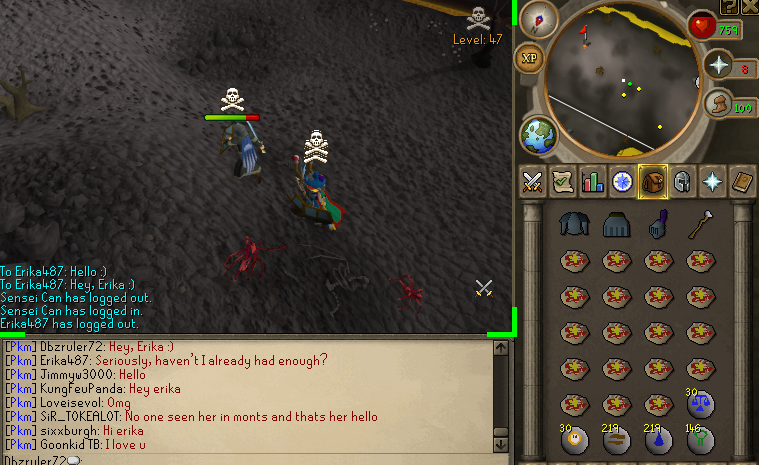 Level: 47
?
759
XP
8
100
N
To Erika487: Hello :)
To Erika487: Hey, Erika :)
Sensei Can has logged out.
Sensei Can has logged in.
Erika487 has logged out.
[Pkm] Dbzruler72: Hey, Erika :)
[Pkm] Erika487: Seriously, haven't I already had enough?
[Pkm] Jimmyw3000: Hello
[Pkm] KungFeuPanda: Hey erika
[Pkm] Loveisevol: Omg
[Pkm] SiR_TOKEALOT: No one seen her in monts and thats her hello
[Pkm] sixxburgh: Hi erika
[Pkm] Goonkid TB: I love u
Dbzruler72
30
30
219
219
146